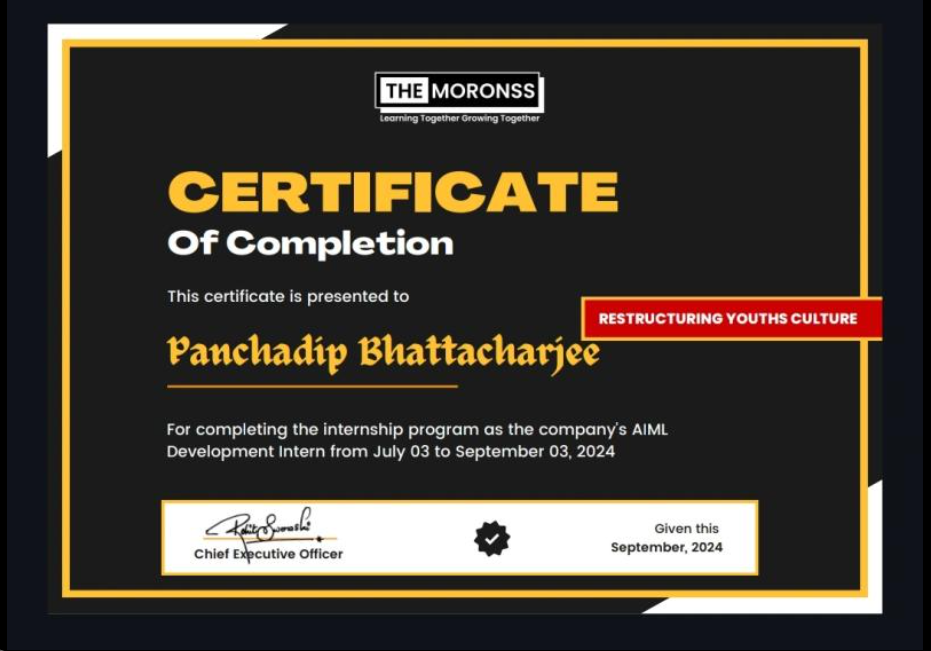 THE MORONSS
Learning Together Growing Together
CERTIFICATE
Of Completion
This certificate is presented to
RESTRUCTURING YOUTHS CULTURE
Panchadip Bhattacharjee
For completing the internship program as the company's AIML
Development Intern from July 03 to September 03, 2024
Chief Executive Officer
Given this
September, 2024